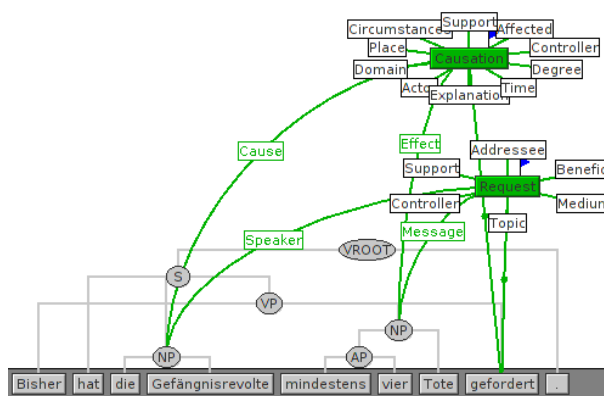 Support
Circumstances Affected
Place Causation Controller
Domain Degree
Acto Time
Explanation
Effect
Cause
Addressee
Support Benefic
Request
Controller Medium
Topic
Message
Speaker
VROOT
S
VP
NP
NP AP
Bisher hat die Gefängnisrevolte mindestens vier Tote gefordert .